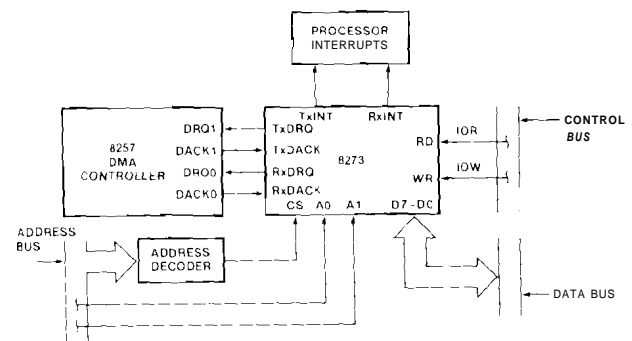 PROCESSOR
INTERRUPTS
TxINT RxINT
DRQ1 TxDRQ
DACK1 TxDACK
DRO0 RxDRQ
DACK0 RxDACK
8257
DMA
CONTROLLER
8273
RD IOR
WR IOW
CS A0 A1 D7-D0
CONTROL
BUS
ADDRESS
BUS
ADDRESS
DECODER
DATA BUS